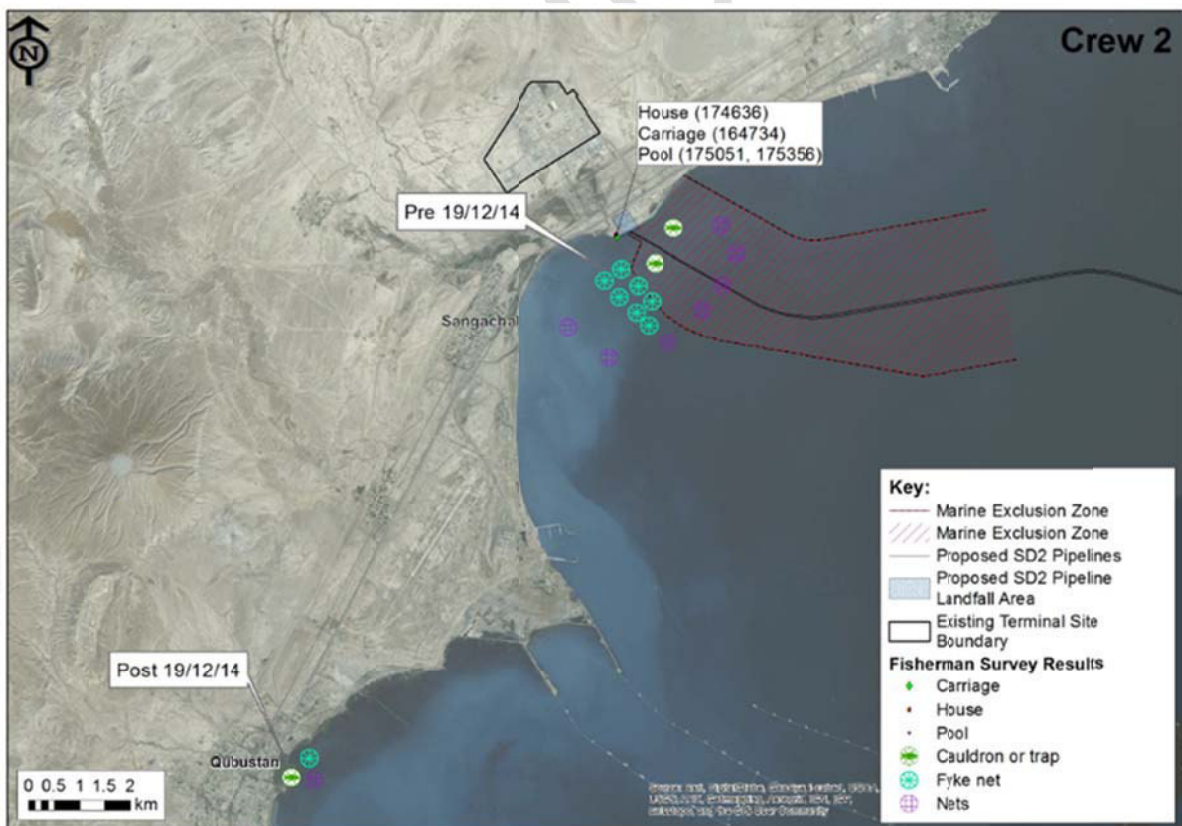 N
Crew 2
House (174636)
Carriage (164734)
Pool (175051, 175356)
Pre 19/12/14
Sangachal
Post 19/12/14
Qubustan
0 0.5 1 1.5 2
km
Key:
Marine Exclusion Zone
Marine Exclusion Zone
Proposed SD2 Pipelines
Proposed SD2 Pipeline
Landfall Area
Existing Terminal Site
Boundary
Fisherman Survey Results
Carriage
House
Pool
Cauldron or trap
Fyke net
Nets